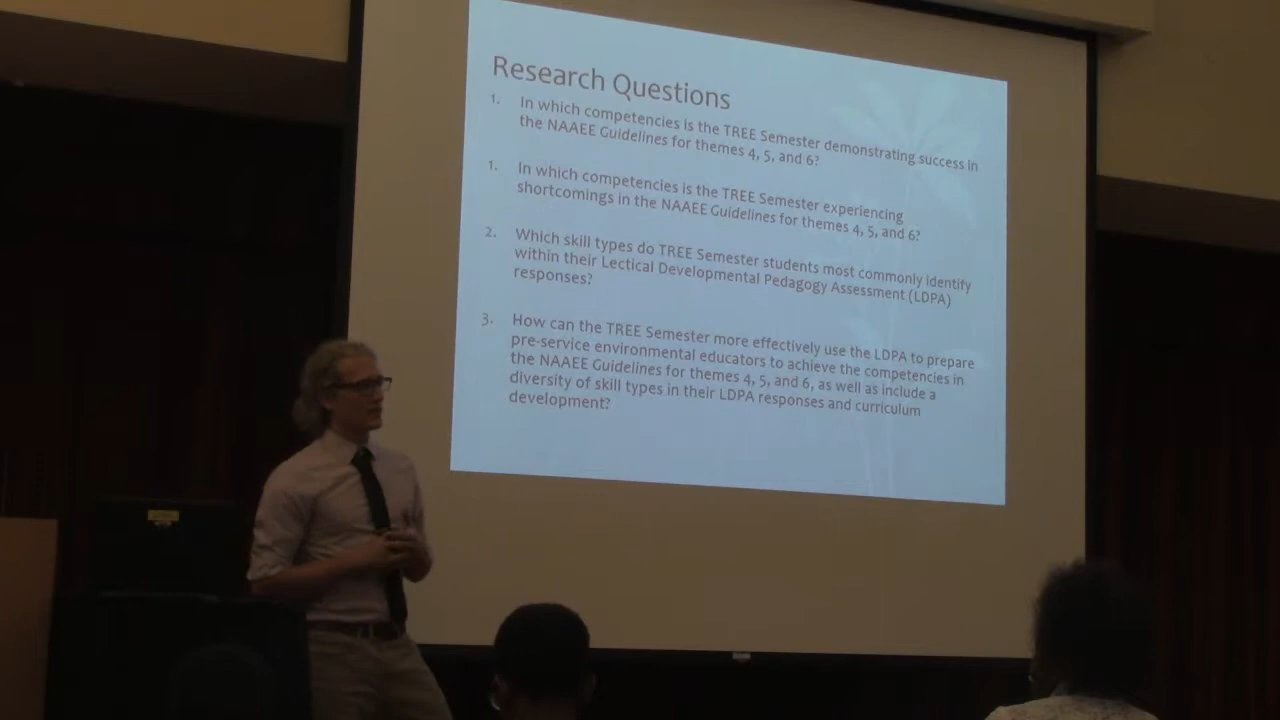 Research Questions
1. In which competencies is the TREE Semester demonstrating success in
the NAAEE Guidelines for themes 4, 5, and 6?
1. In which competencies is the TREE Semester experiencing
shortcomings in the NAAEE Guidelines for themes 4, 5, and 6?
2. Which skill types do TREE Semester students most commonly identify
within their Lectical Developmental Pedagogy Assessment (LDPA)
responses?
3. How can the TREE Semester more effectively use the LDPA to prepare
pre-service environmental educators to achieve the competencies in
the NAAEE Guidelines for themes 4, 5, and 6, as well as include a
diversity of skill types in their LDPA responses and curriculum
development?